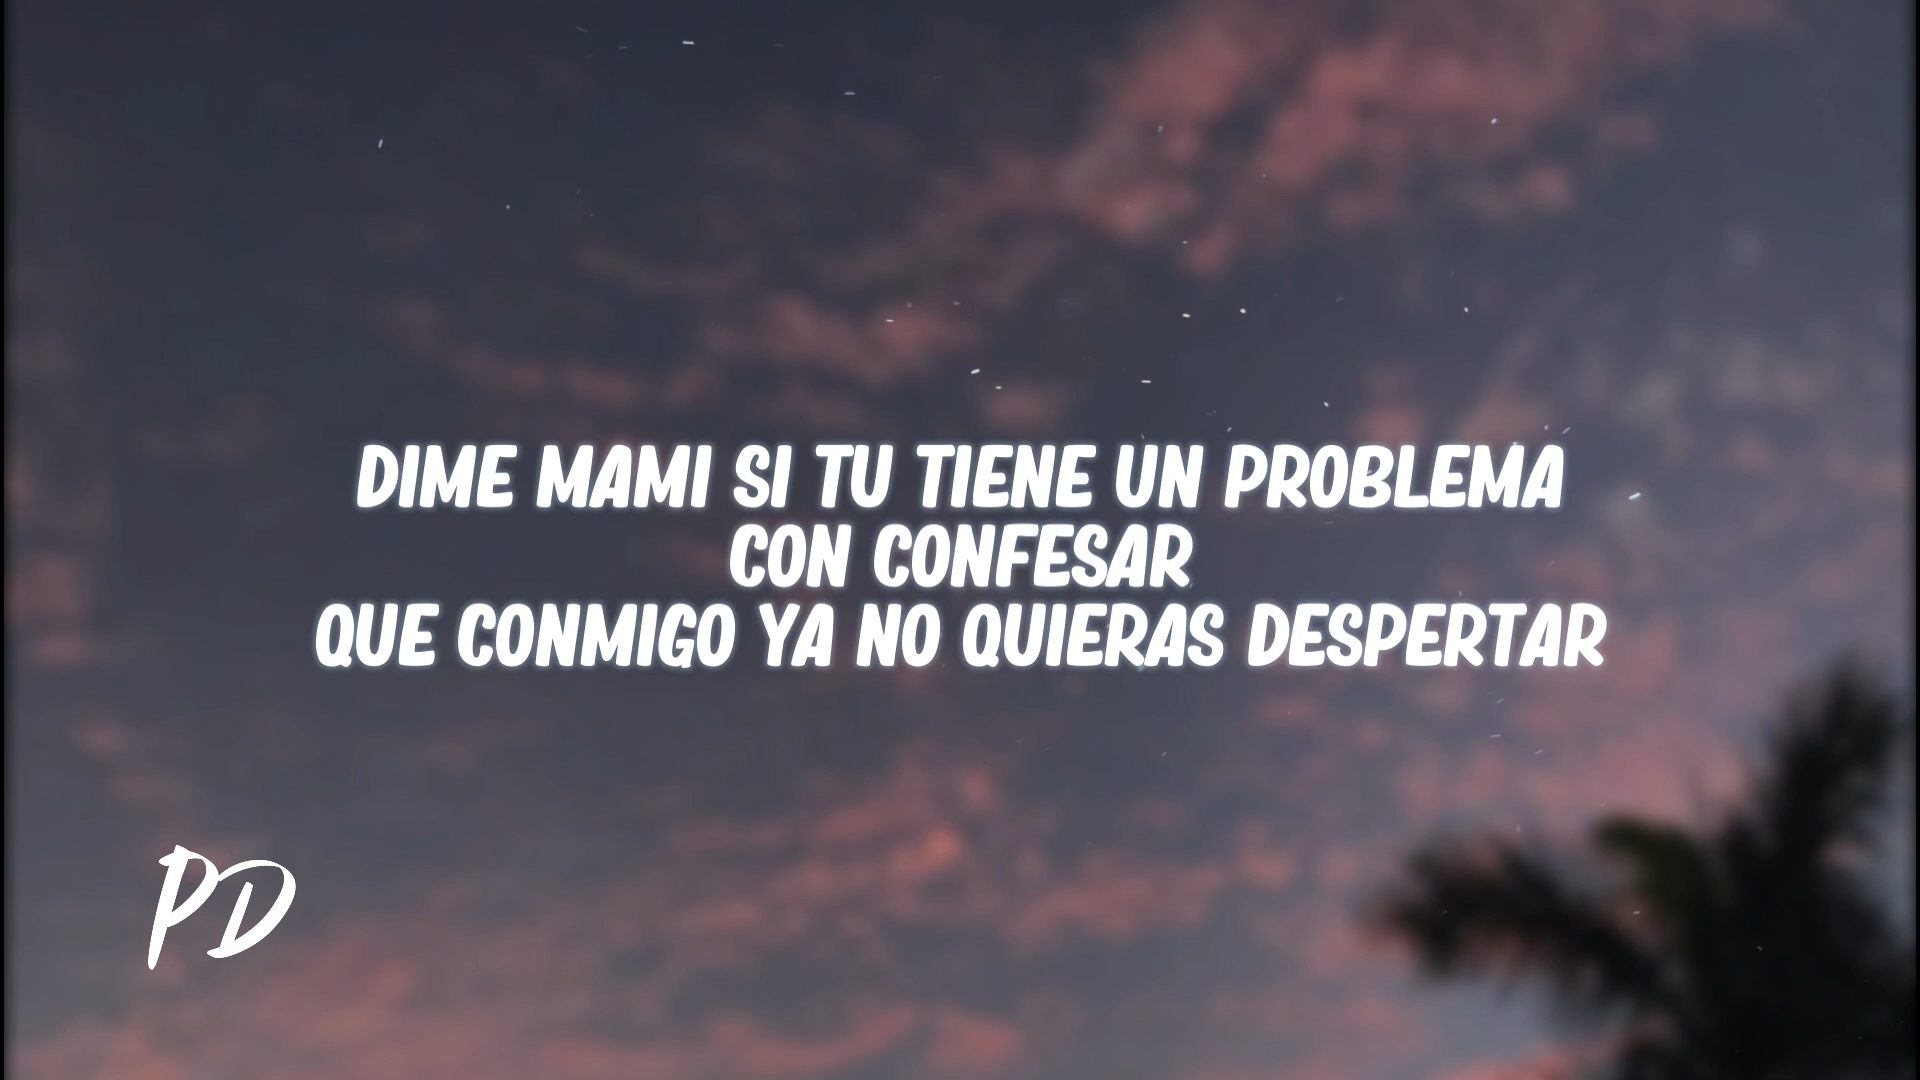 DIME MAMI SI TU TIENE UN PROBLEMA
CON CONFESAR
QUE CONMIGO YA NO QUIERAS DESPERTAR
PD